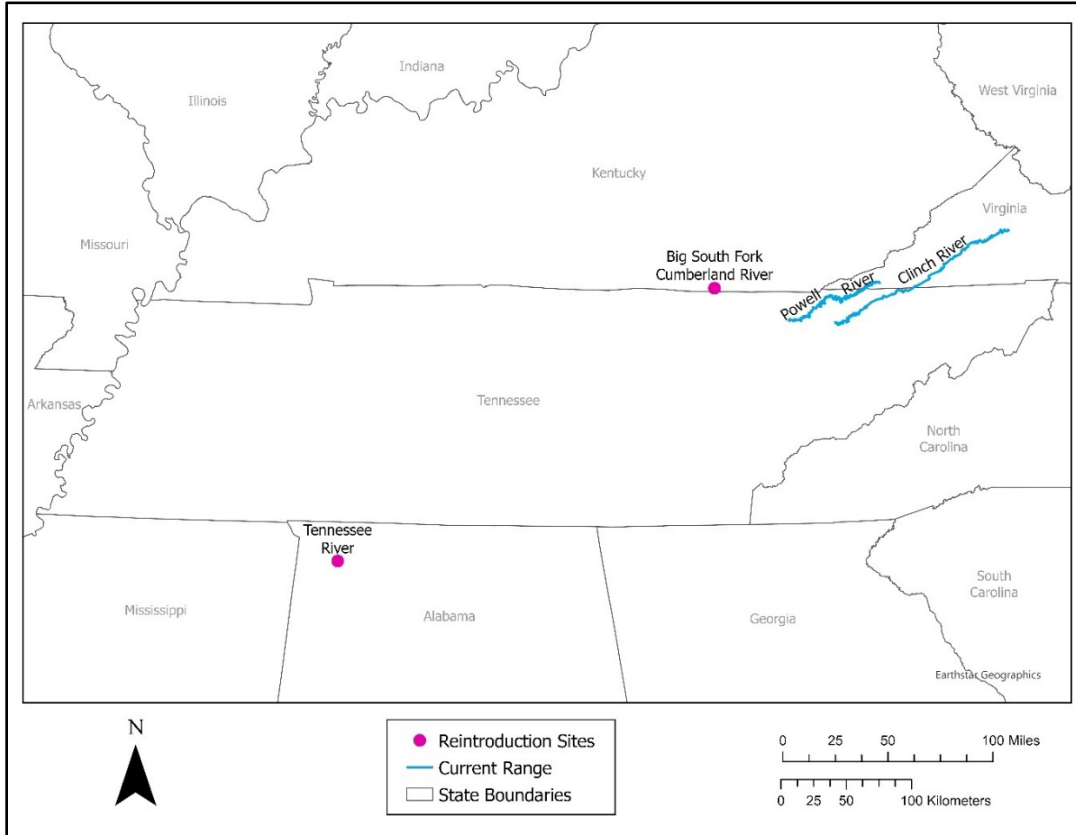 Indiana
Illinois
West Virginia
Kentucky
Virginia
Missouri
Big South Fork
Cumberland River
Clinch River
Powell River
Arkansas
Tennessee
North
Carolina
Tennessee
River
Mississippi
Alabama
Georgia
South
Carolina
Earthstar Geographics
N
Reintroduction Sites
Current Range
State Boundaries
0 25 50 100 Miles
0 25 50 100 Kilometers